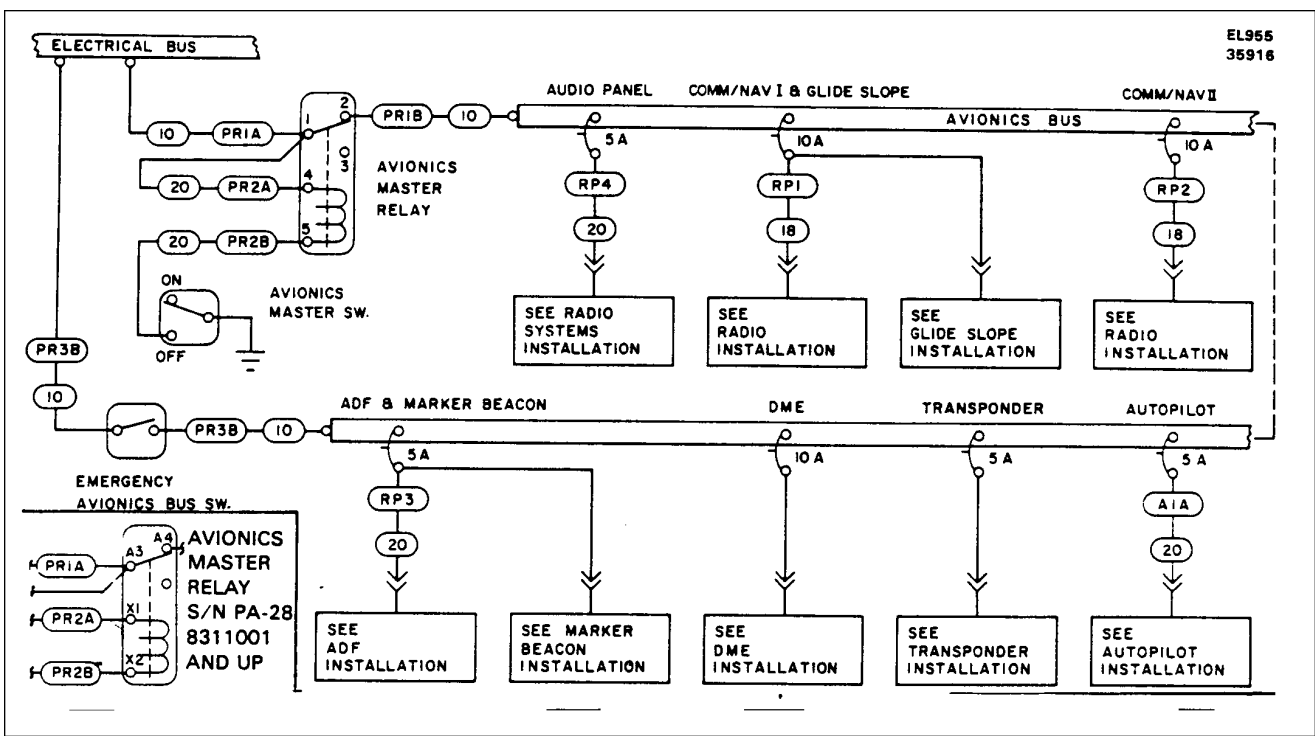 EL955
35916
ELECTRICAL BUS
10
PR1A
1
2
3
4
5
PR1B
10
20
PR2A
20
PR2B
AVIONICS
MASTER
RELAY
ON
OFF
AVIONICS
MASTER SW.
AUDIO PANEL
COMM/NAV I & GLIDE SLOPE
COMM/NAV II
AVIONICS BUS
5 A
10 A
10 A
RP4
RP1
RP2
20
18
18
SEE RADIO
SYSTEMS
INSTALLATION
SEE
RADIO
INSTALLATION
SEE
GLIDE SLOPE
INSTALLATION
SEE
RADIO
INSTALLATION
PR3B
10
PR3B
10
EMERGENCY
AVIONICS BUS SW.
ADF & MARKER BEACON
DME
TRANSPONDER
AUTOPILOT
5 A
10 A
5 A
5 A
RP3
A1A
20
20
SEE
ADF
INSTALLATION
SEE MARKER
BEACON
INSTALLATION
SEE
DME
INSTALLATION
SEE
TRANSPONDER
INSTALLATION
SEE
AUTOPILOT
INSTALLATION
PR1A
PR2A
PR2B
A3
A4
X1
X2
AVIONICS
MASTER
RELAY
S/N PA-28
8311001
AND UP